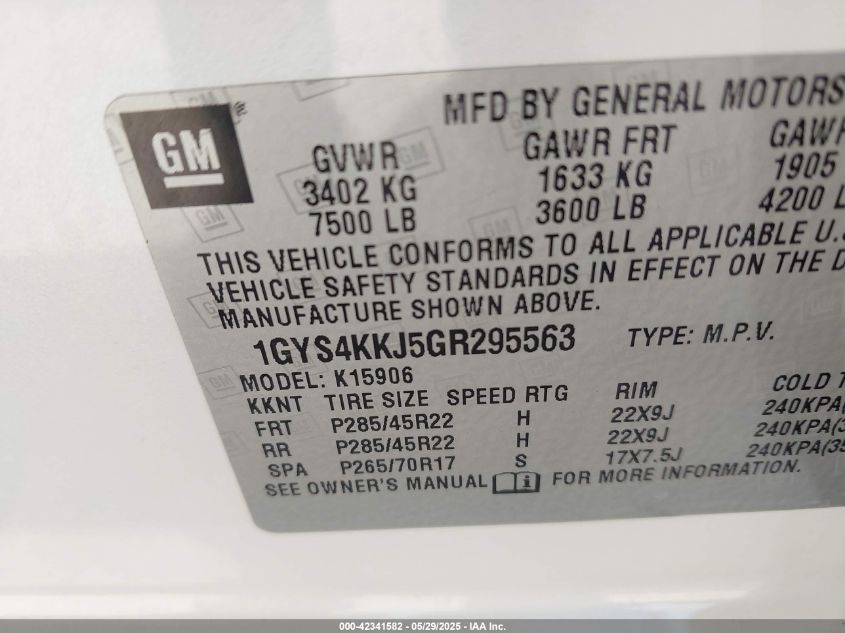 GM
MFD BY GENERAL MOTORS
GVWR GAWR FRT GAWR
3402 KG 1633 KG 1905
7500 LB 3600 LB 4200 L
THIS VEHICLE CONFORMS TO ALL APPLICABLE U.S
VEHICLE SAFETY STANDARDS IN EFFECT ON THE D
MANUFACTURE SHOWN ABOVE.
1GYS4KKJ5GR295563 TYPE: M.P.V.
MODEL: K15906
KKNT TIRE SIZE SPEED RTG RIM COLD T
FRT P285/45R22 H 22X9J 240KPA(
RR P285/45R22 H 22X9J 240KPA(3
SPA P265/70R17 S 17X7.5J 240KPA(35
SEE OWNER'S MANUAL i FOR MORE INFORMATION.
000-42341582 - 05/29/2025 - IAA Inc.